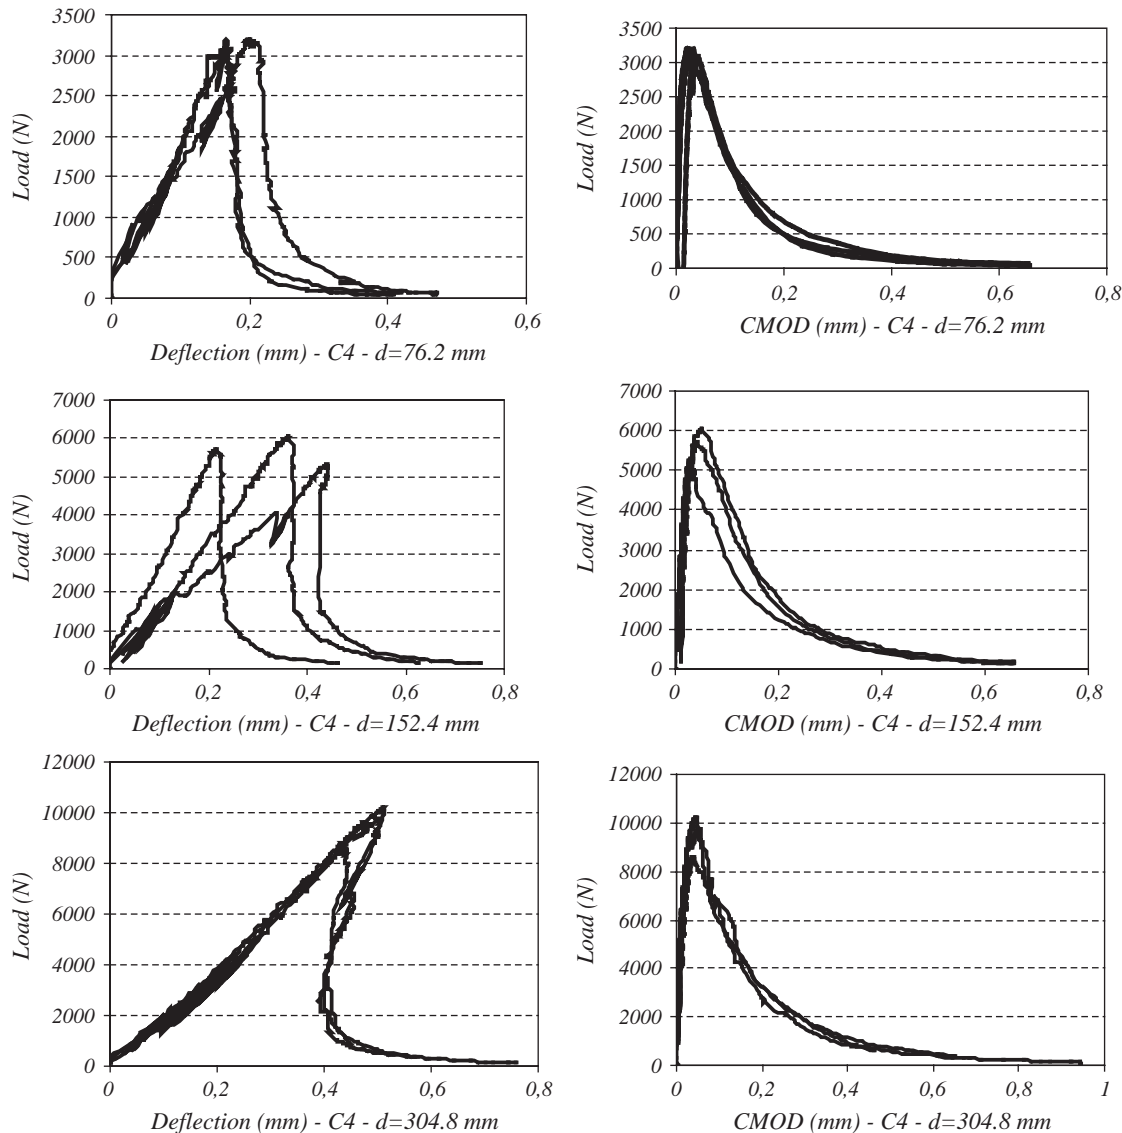 3500
3000
2500
2000
1500
1000
500
0
Load (N)
0 0,2 0,4 0,6
Deflection (mm) - C4 - d=76.2 mm
3500
3000
2500
2000
1500
1000
500
0
Load (N)
0 0,2 0,4 0,6 0,8
CMOD (mm) - C4 - d=76.2 mm
7000
6000
5000
4000
3000
2000
1000
0
Load (N)
0 0,2 0,4 0,6 0,8
Deflection (mm) - C4 - d=152.4 mm
7000
6000
5000
4000
3000
2000
1000
0
Load (N)
0 0,2 0,4 0,6 0,8
CMOD (mm) - C4 - d=152.4 mm
12000
10000
8000
6000
4000
2000
0
Load (N)
0 0,2 0,4 0,6 0,8
Deflection (mm) - C4 - d=304.8 mm
12000
10000
8000
6000
4000
2000
0
Load (N)
0 0,2 0,4 0,6 0,8 1
CMOD (mm) - C4 - d=304.8 mm